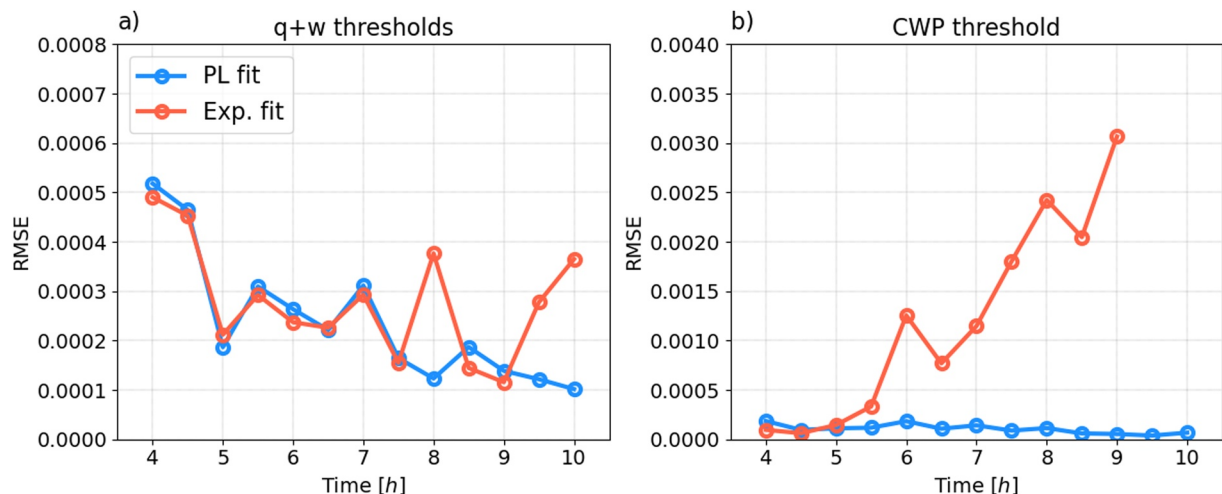 a)
q+w thresholds
0.0008
0.0007
0.0006
0.0005
0.0004
0.0003
0.0002
0.0001
0.0000
RMSE
PL fit
Exp. fit
4 5 6 7 8 9 10
Time [h]
b)
CWP threshold
0.0040
0.0035
0.0030
0.0025
0.0020
0.0015
0.0010
0.0005
0.0000
RMSE
4 5 6 7 8 9 10
Time [h]